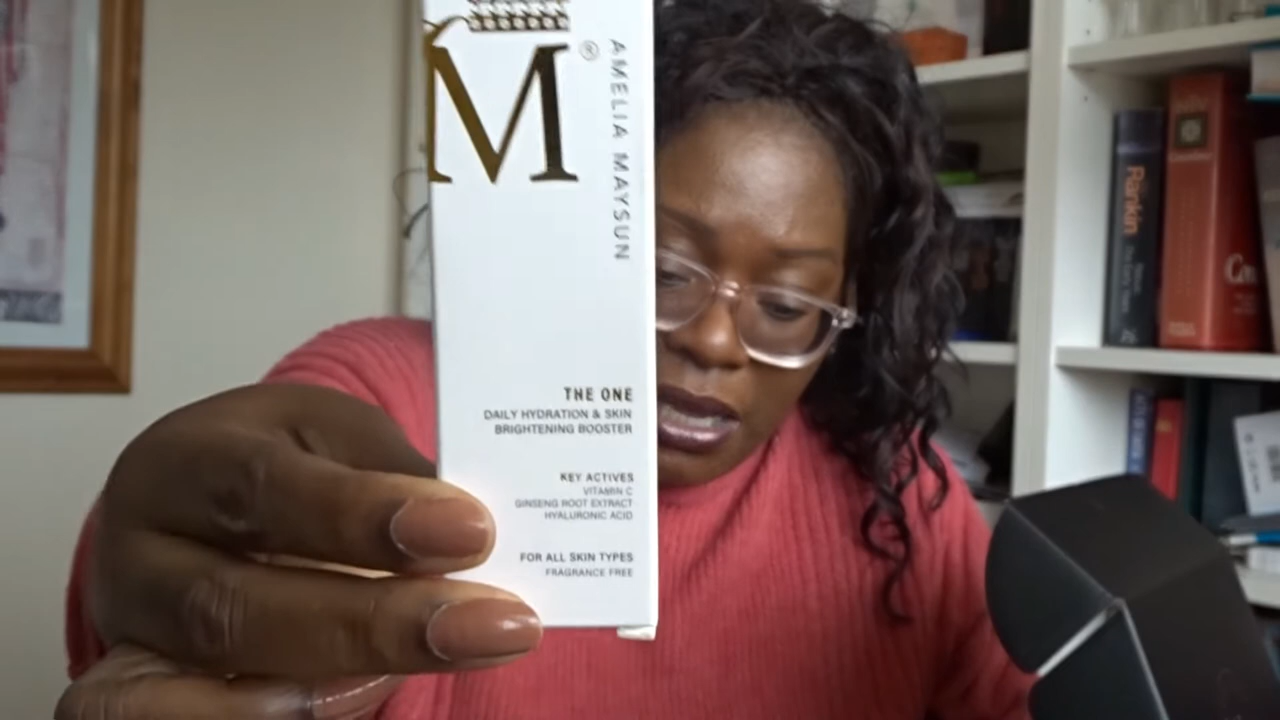 M®
AMELIA MAYSUN
THE ONE
DAILY HYDRATION & SKIN
BRIGHTENING BOOSTER
KEY ACTIVES
VITAMIN C
GINSENG ROOT EXTRACT
HYALURONIC ACID
FOR ALL SKIN TYPES
FRAGRANCE FREE
Rankin